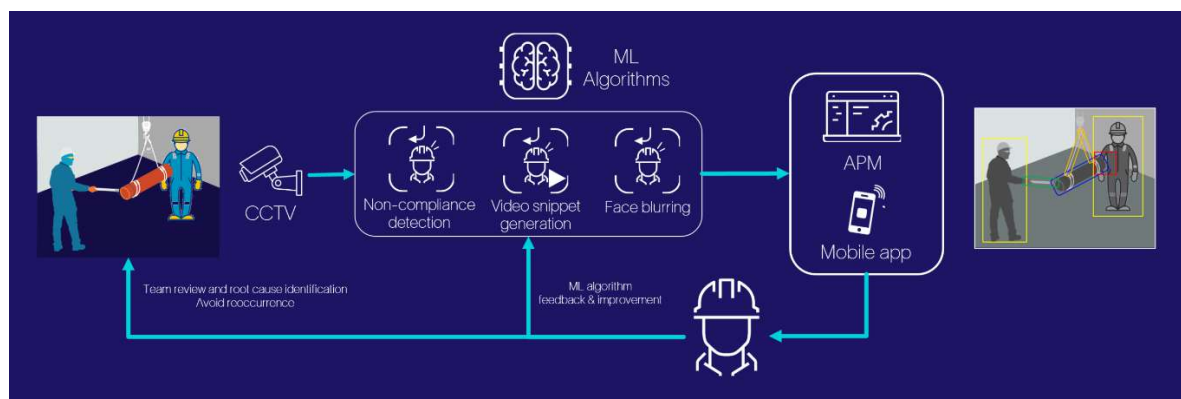 ML
Algorithms
CCTV
Non-compliance
detection
Video snippet
generation
Face blurring
APM
Mobile app
Team review and root cause identification
Avoid reoccurrence
ML algorithm
feedback & improvement